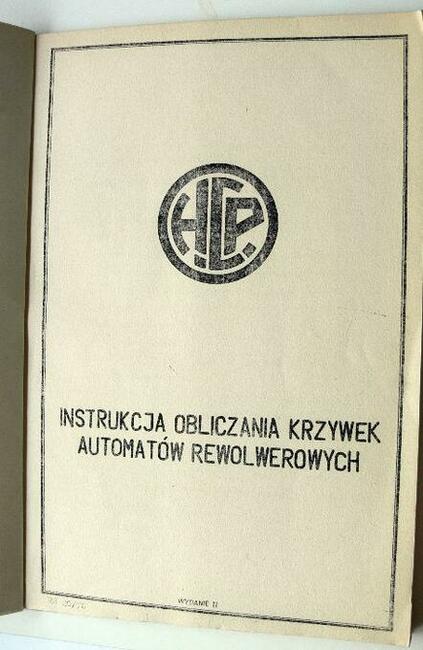 H.C.P.
INSTRUKCJA OBLICZANIA KRZYWEK
AUTOMATÓW REWOLWEROWYCH
WYDANIE II